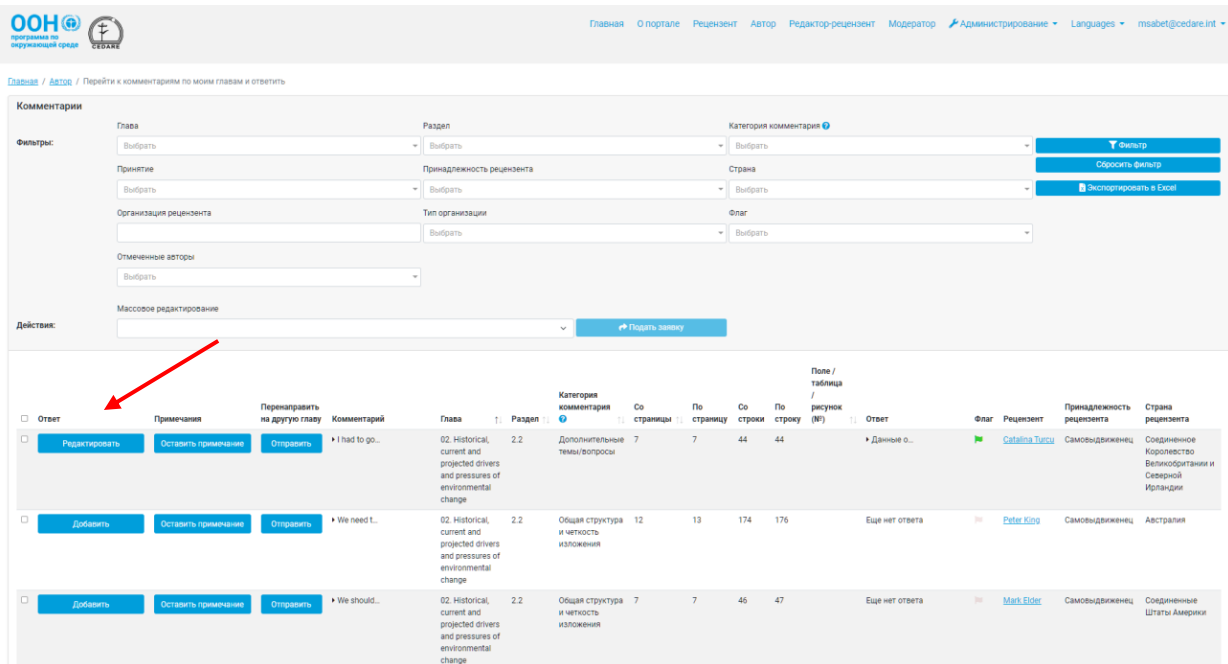 ООН
программа по
окружающей среде
CEDARE
Главная О портале Рецензент Автор Редактор-рецензент Модератор Администрирование Languages msabet@cedare.int
Главная / Автор / Перейти к комментариям по моим главам и ответить
Комментарии
Глава Раздел Категория комментария
Фильтры: Выбрать Выбрать Выбрать Фильтр
Сбросить фильтр
Принятие Принадлежность рецензента Страна
Выбрать Выбрать Выбрать Экспортировать в Excel
Организация рецензента Тип организации Флаг
Выбрать Выбрать
Отмеченные авторы
Выбрать
Массовое редактирование
Действия: Подать заявку
Ответ Примечания Перенаправить на другую главу Комментарий Глава Раздел Категория комментария Со страницы По страницу Со строки По строку Поле / таблица / рисунок (№) Ответ Флаг Рецензент Принадлежность рецензента Страна рецензента
Редактировать Оставить примечание Отправить I had to go... 02. Historical, 2.2 Дополнительные 7 7 44 44 Данные о... Catalina Turcu Самовыдвиженец Соединенное
current and темы/вопросы Королевство
projected drivers Великобритании и
and pressures of Северной
environmental Ирландии
change
Добавить Оставить примечание Отправить We need t... 02. Historical, 2.2 Общая структура 12 13 174 176 Еще нет ответа Peter King Самовыдвиженец Австралия
current and и четкость
projected drivers изложения
and pressures of
environmental
change
Добавить Оставить примечание Отправить We should... 02. Historical, 2.2 Общая структура 7 7 46 47 Еще нет ответа Mark Elder Самовыдвиженец Соединенные
current and и четкость Штаты Америки
projected drivers изложения
and pressures of
environmental
change